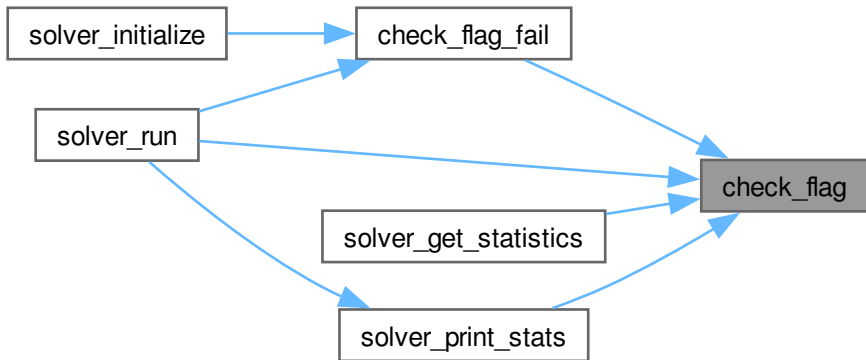 solver_initialize
check_flag_fail
solver_run
check_flag
solver_get_statistics
solver_print_stats